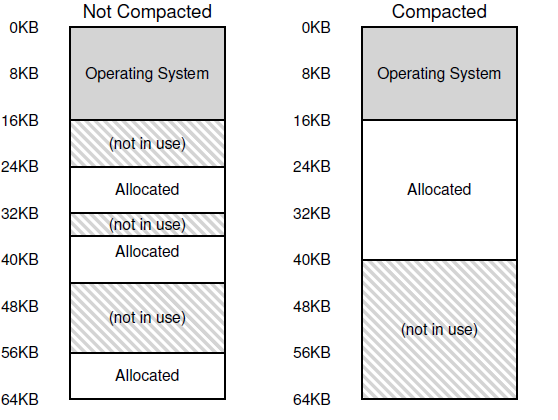 Not Compacted
0KB
8KB
16KB
24KB
32KB
40KB
48KB
56KB
64KB
Operating System
(not in use)
Allocated
(not in use)
Allocated
(not in use)
Allocated
Compacted
0KB
8KB
16KB
24KB
32KB
40KB
48KB
56KB
64KB
Operating System
Allocated
(not in use)